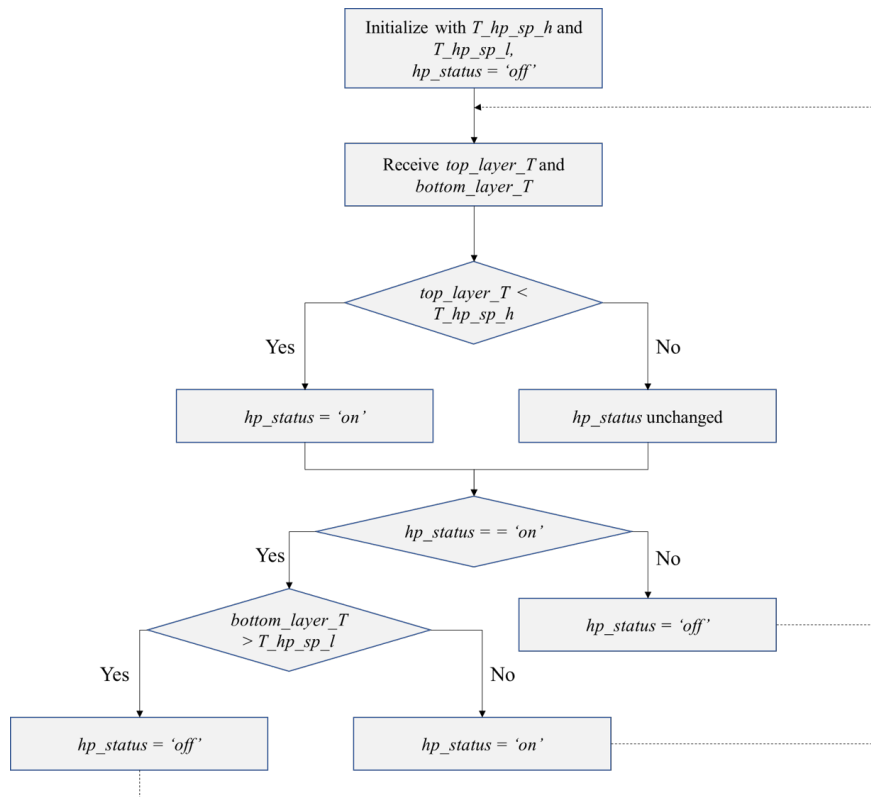 Initialize with T_hp_sp_h and
T_hp_sp_l,
hp_status = ‘off’
Receive top_layer_T and
bottom_layer_T
top_layer_T <
T_hp_sp_h
Yes
No
hp_status = ‘on’
hp_status unchanged
hp_status = = ‘on’
Yes
No
bottom_layer_T
> T_hp_sp_l
hp_status = ‘off’
Yes
No
hp_status = ‘off’
hp_status = ‘on’